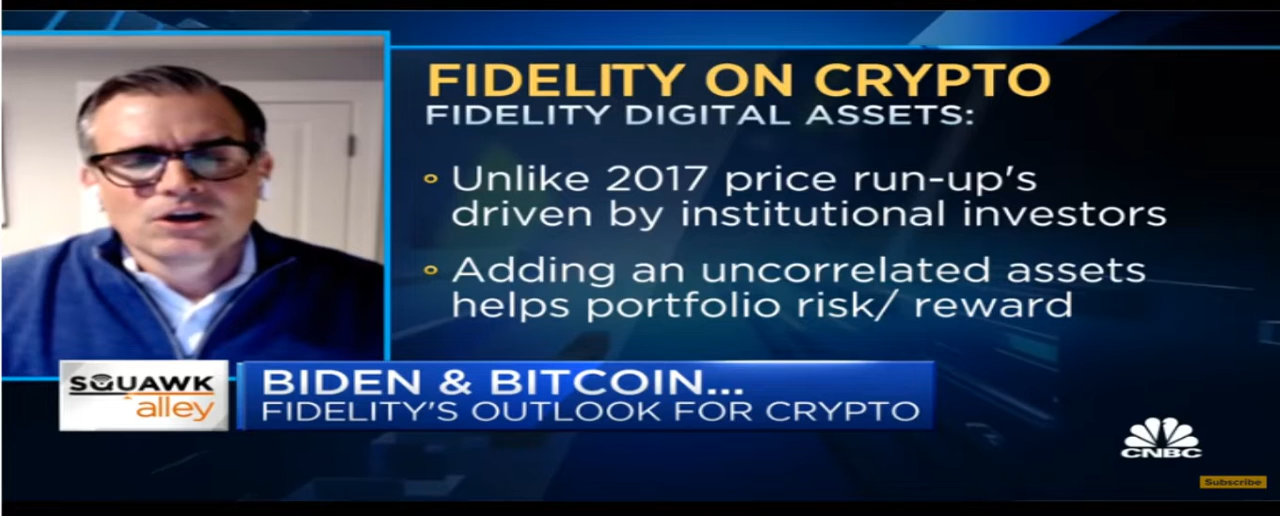 FIDELITY ON CRYPTO
FIDELITY DIGITAL ASSETS:
Unlike 2017 price run-up's
driven by institutional investors
Adding an uncorrelated assets
helps portfolio risk/ reward
SQUAWK
alley
BIDEN & BITCOIN...
FIDELITY'S OUTLOOK FOR CRYPTO
CNBC
Subscribe